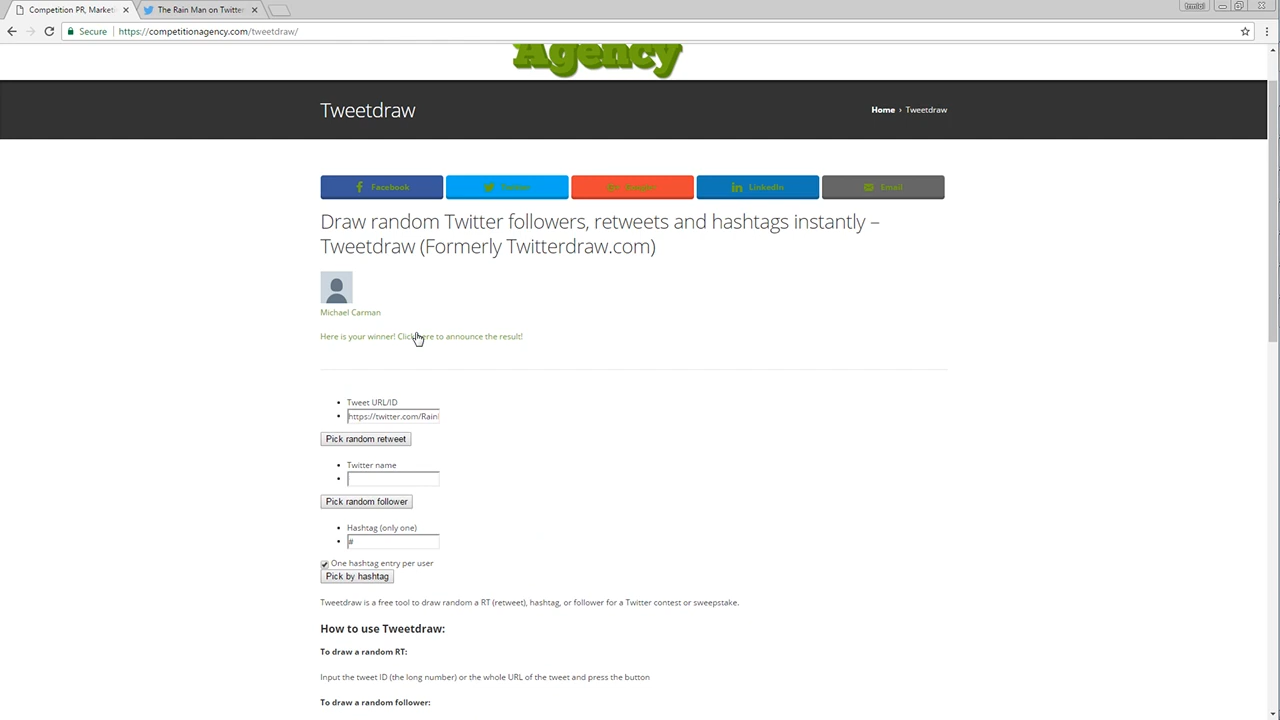 Competition PR, Market
The Rain Man on Twitter
Secure
https://competitionagency.com/tweetdraw/
Agency
Tweetdraw
Home › Tweetdraw
Facebook
LinkedIn
Email
Draw random Twitter followers, retweets and hashtags instantly –
Tweetdraw (Formerly Twitterdraw.com)
Michael Carman
Here is your winner! Click here to announce the result!
Tweet URL/ID
https://twitter.com/Rain
Pick random retweet
Twitter name
Pick random follower
Hashtag (only one)
#
One hashtag entry per user
Pick by hashtag
Tweetdraw is a free tool to draw random a RT (retweet), hashtag, or follower for a Twitter contest or sweepstake.
How to use Tweetdraw:
To draw a random RT:
Input the tweet ID (the long number) or the whole URL of the tweet and press the button
To draw a random follower: